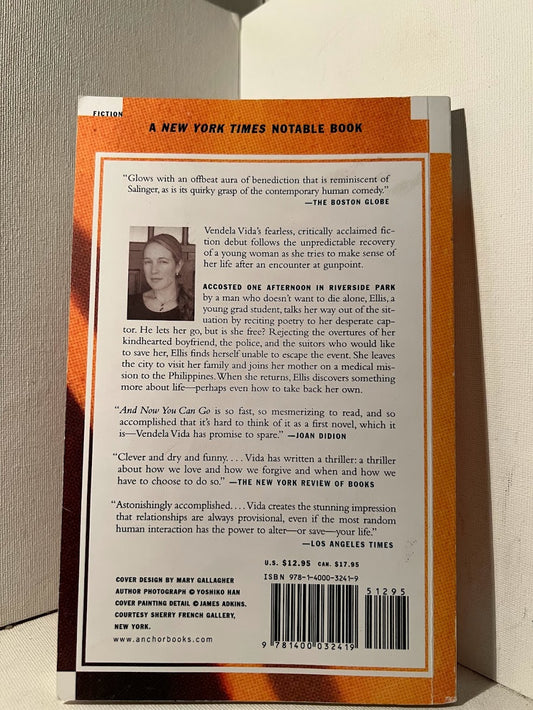 FICTION
A NEW YORK TIMES NOTABLE BOOK
“Glows with an offbeat aura of benediction that is reminiscent of
Salinger, as is its quirky grasp of the contemporary human comedy.”
—THE BOSTON GLOBE
Vendela Vida’s fearless, critically acclaimed fic-
tion debut follows the unpredictable recovery
of a young woman as she tries to make sense of
her life after an encounter at gunpoint.
ACCOSTED ONE AFTERNOON IN RIVERSIDE PARK
by a man who doesn’t want to die alone, Ellis, a
young grad student, talks her way out of the sit-
uation by reciting poetry to her desperate cap-
tor. He lets her go, but is she free? Rejecting the overtures of her
kindhearted boyfriend, the police, and the suitors who would like
to save her, Ellis finds herself unable to escape the event. She leaves
the city to visit her family and joins her mother on a medical mis-
sion to the Philippines. When she returns, Ellis discovers something
more about life—perhaps even how to take back her own.
“And Now You Can Go is so fast, so mesmerizing to read, and so
accomplished that it’s hard to think of it as a first novel, which it
is—Vendela Vida has promise to spare.” —JOAN DIDION
“Clever and dry and funny. . . . Vida has written a thriller: a thriller
about how we love and how we forgive and when and how we
have to choose to do so.” —THE NEW YORK REVIEW OF BOOKS
“Astonishingly accomplished. . . . Vida creates the stunning impression
that relationships are always provisional, even if the most random
human interaction has the power to alter—or save—your life.”
—LOS ANGELES TIMES
U.S. $12.95 CAN. $17.95
ISBN 978-1-4000-3241-9
51295
9 781400 032419
COVER DESIGN BY MARY GALLAGHER
AUTHOR PHOTOGRAPH © YOSHIKO HAN
COVER PAINTING DETAIL © JAMES ADKINS.
COURTESY SHERRY FRENCH GALLERY,
NEW YORK.
www.anchorbooks.com